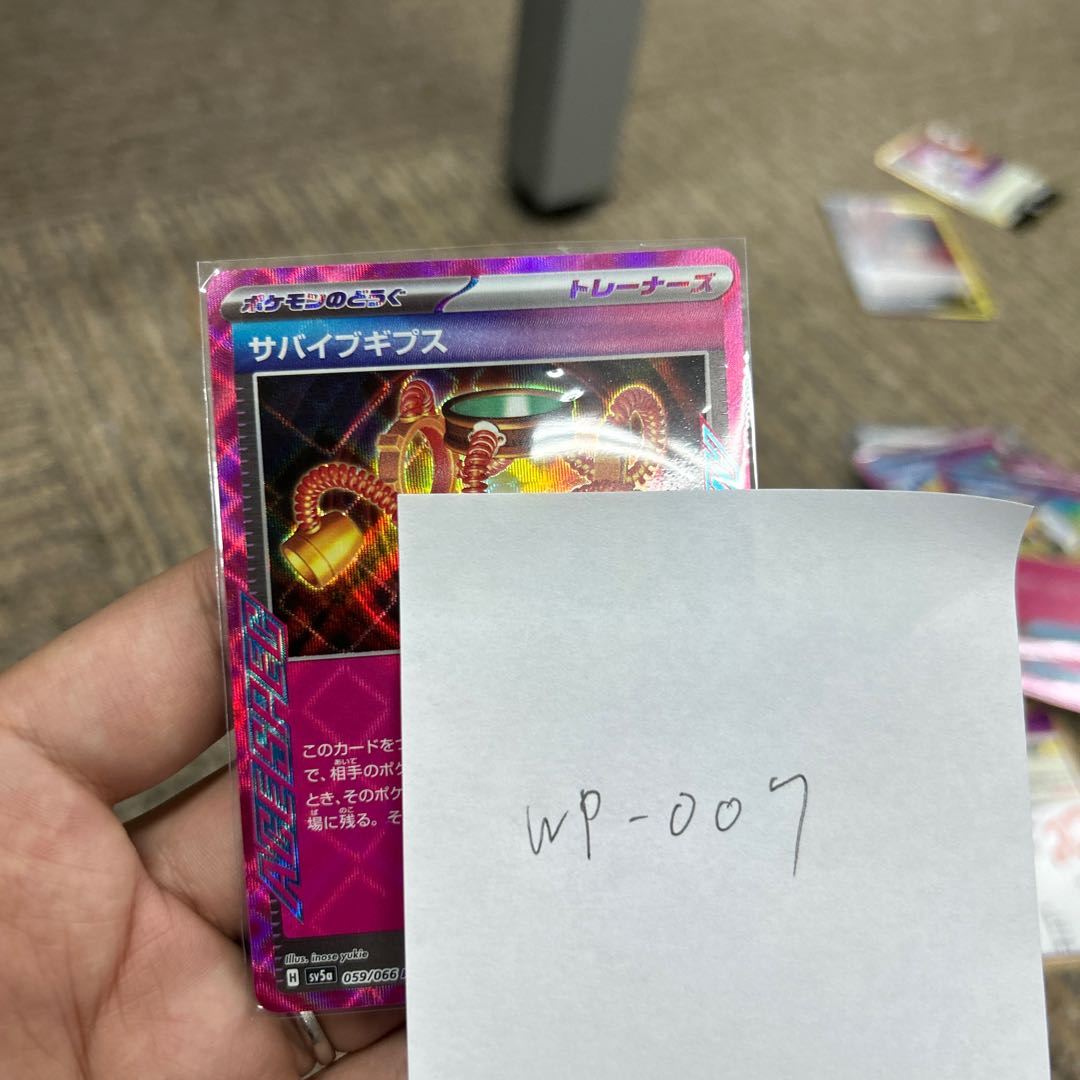 ポケモンのどうぐ
トレーナーズ
サバイブギプス
ACE SPEC
このカードをつ
で、相手のポケ
とき、そのポケ
場に残る。そ
Illus. inose yukie
H sv5a 059/066
WP-007